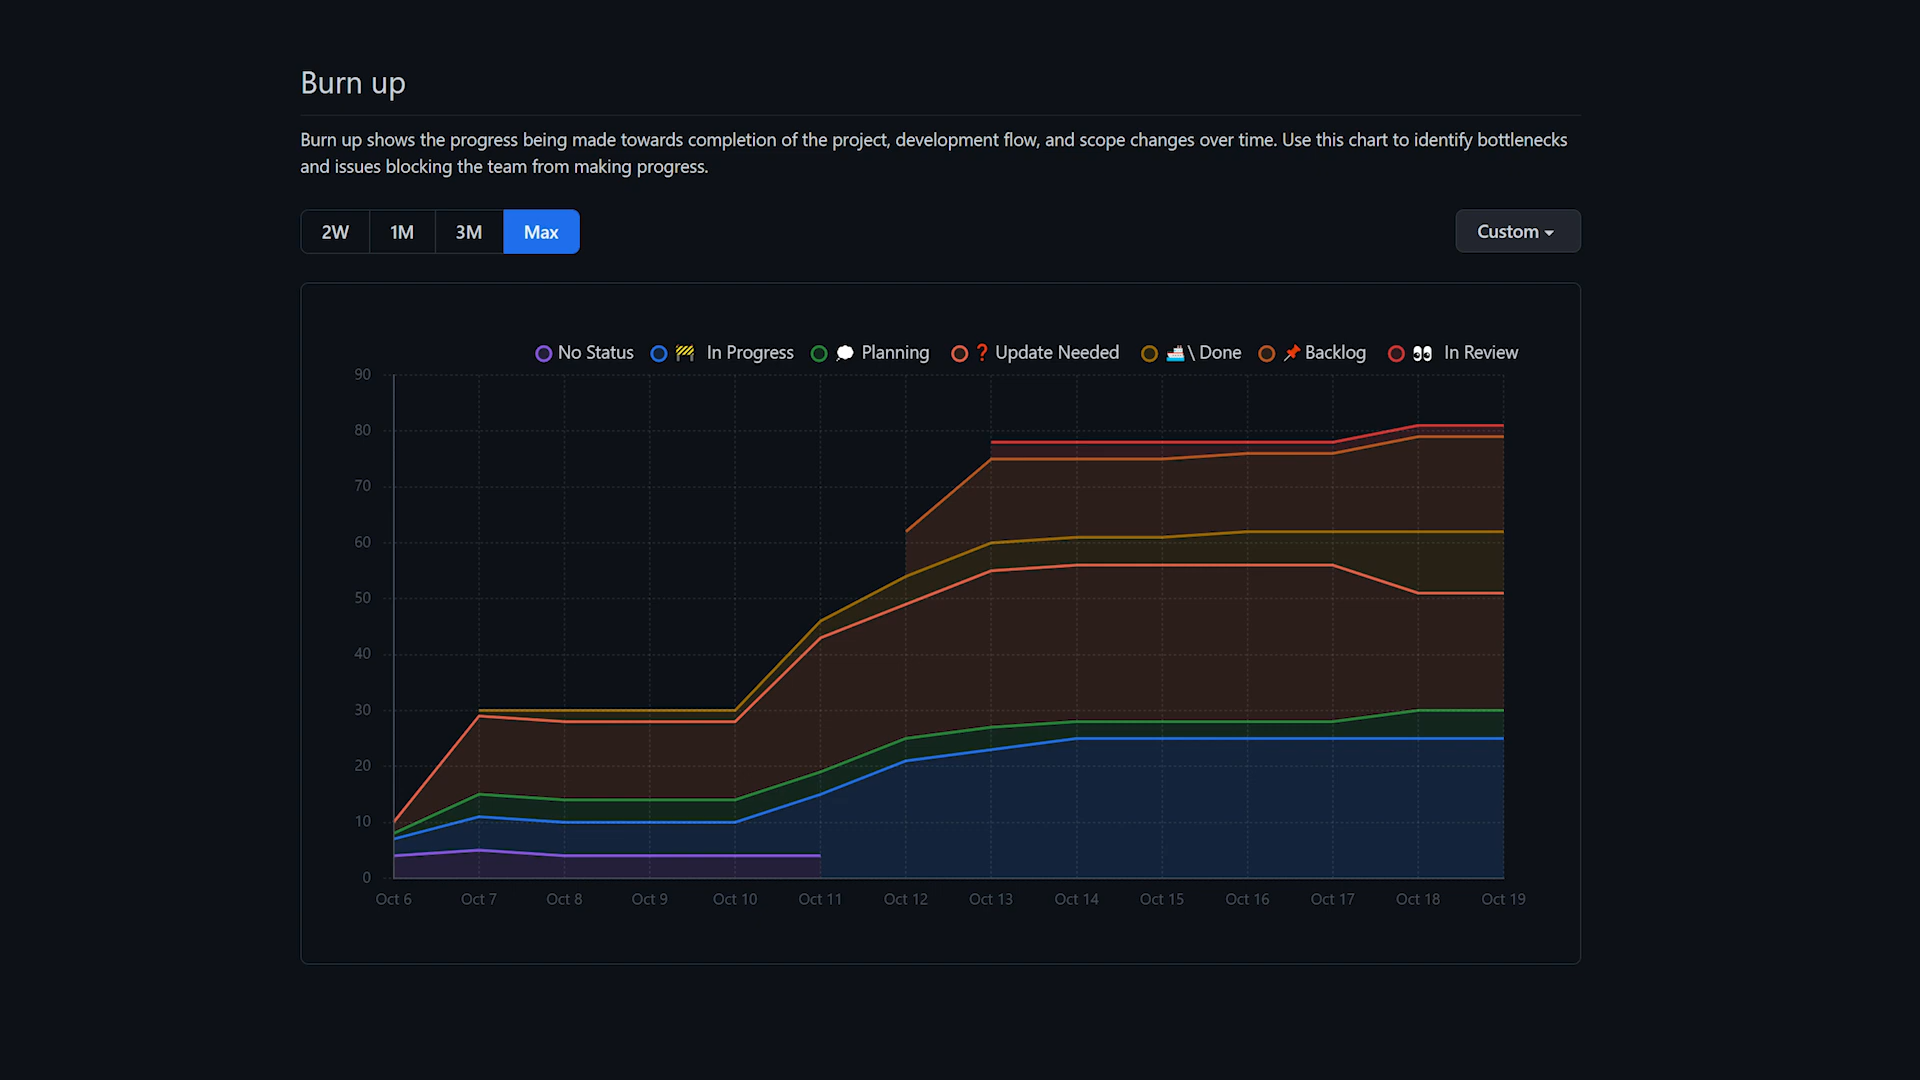 Burn up
Burn up shows the progress being made towards completion of the project, development flow, and scope changes over time. Use this chart to identify bottlenecks
and issues blocking the team from making progress.
2W 1M 3M Max Custom
No Status 🚧 In Progress 💭 Planning ❓ Update Needed 🚢\ Done 📌 Backlog 👀 In Review
90
80
70
60
50
40
30
20
10
0
Oct 6 Oct 7 Oct 8 Oct 9 Oct 10 Oct 11 Oct 12 Oct 13 Oct 14 Oct 15 Oct 16 Oct 17 Oct 18 Oct 19